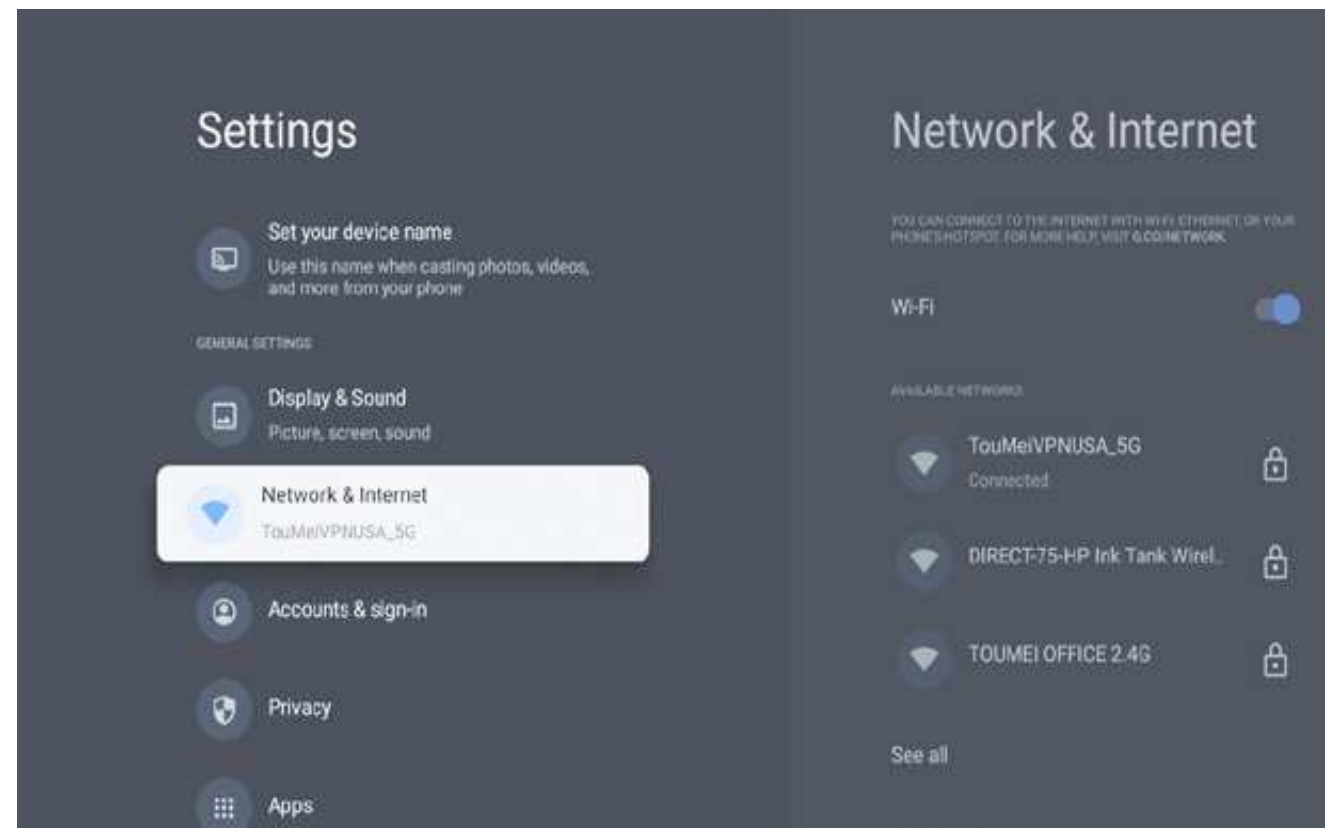 Settings
Set your device name
Use this name when casting photos, videos,
and more from your phone
GENERAL SETTINGS
Display & Sound
Picture, screen, sound
Network & Internet
TouMeiVPNUSA_5G
Accounts & sign-in
Privacy
Apps
Network & Internet
YOU CAN CONNECT TO THE INTERNET WITH WI-FI, ETHERNET, OR YOUR
PHONE'S HOTSPOT. FOR MORE HELP, VISIT G.CO/NETWORK.
Wi-Fi
AVAILABLE NETWORKS
TouMeiVPNUSA_5G
Connected
DIRECT-75-HP Ink Tank Wirel..
TOUMEI OFFICE 2.4G
See all